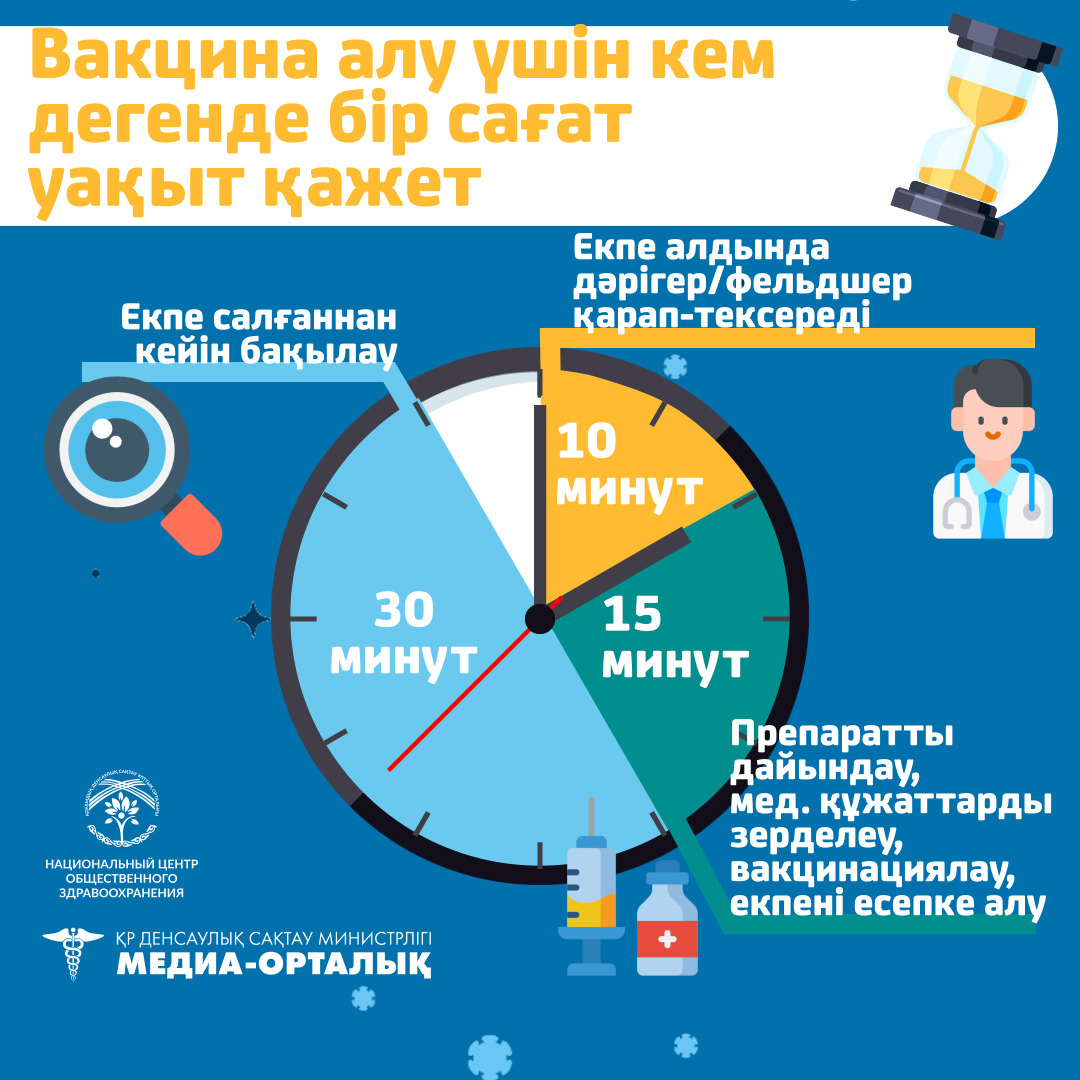 Вакцина алу үшін кем
дегенде бір сағат
уақыт қажет
Екпе алдында
дәрігер/фельдшер
қарап-тексереді
Екпе салғаннан
кейін бақылау
10
минут
30
минут
15
минут
Препаратты
дайындау,
мед. құжаттарды
зерделеу,
вакцинациялау,
екпені есепке алу
НАЦИОНАЛЬНЫЙ ЦЕНТР
ОБЩЕСТВЕННОГО
ЗДРАВООХРАНЕНИЯ
ҚР ДЕНСАУЛЫҚ САҚТАУ МИНИСТРЛІГІ
МЕДИА-ОРТАЛЫҚ